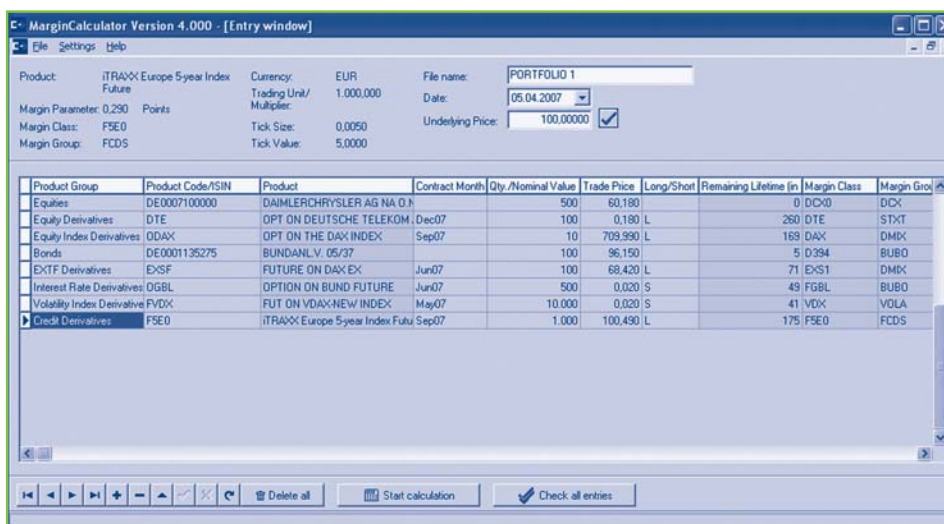 MarginCalculator Version 4.000 - [Entry window]
File Settings Help
Product: iTRAXX Europe 5-year Index Future
Margin Parameter: 0,290 Points
Margin Class: F5E0
Margin Group: FCDS
Currency: EUR
Trading Unit/ Multiplier: 1.000,000
Tick Size: 0,0050
Tick Value: 5,0000
File name: PORTFOLIO 1
Date: 05.04.2007
Underlying Price: 100,00000
Product Group Product Code/ISIN Product Contract Month Qty./Nominal Value Trade Price Long/Short Remaining Lifetime (in Margin Class Margin Grou
Equities DE0007100000 DAIMLERCHRYSLER AG NA O.N 500 60,180 0 DCX0 DCX
Equity Derivatives DTE OPT ON DEUTSCHE TELEKOM. Dec07 100 0,180 L 260 DTE STXT
Equity Index Derivatives ODAX OPT ON THE DAX INDEX Sep07 10 709,990 L 169 DAX DMIX
Bonds DE0001135275 BUNDANL.V. 05/37 100 96,150 5 D394 BUBO
EXTF Derivatives EXSF FUTURE ON DAX EX Jun07 100 68,420 L 71 EXS1 DMIX
Interest Rate Derivatives OGBL OPTION ON BUND FUTURE Jun07 500 0,020 S 49 FGBL BUBO
Volatility Index Derivative FVDX FUT ON VDAX-NEW INDEX May07 10.000 0,020 S 41 VDX VOLA
Credit Derivatives F5E0 iTRAXX Europe 5-year Index Futu Sep07 1.000 100,490 L 175 F5E0 FCDS
Delete all Start calculation Check all entries